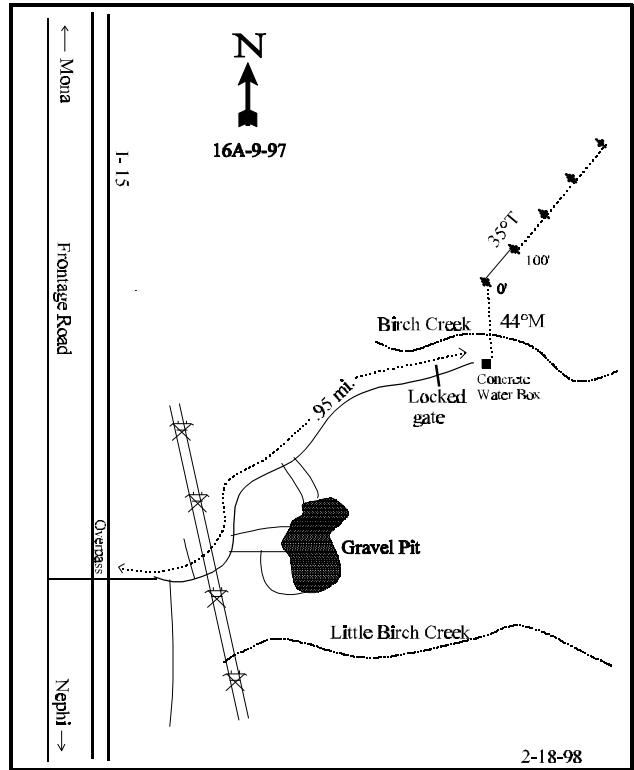 N
16A-9-97
← Mona
I-15
Frontage Road
35°T
100'
0'
44°M
Birch Creek
Concrete
Water Box
Locked
gate
.95 mi.
Gravel Pit
Overpass
Little Birch Creek
Nephi →
2-18-98